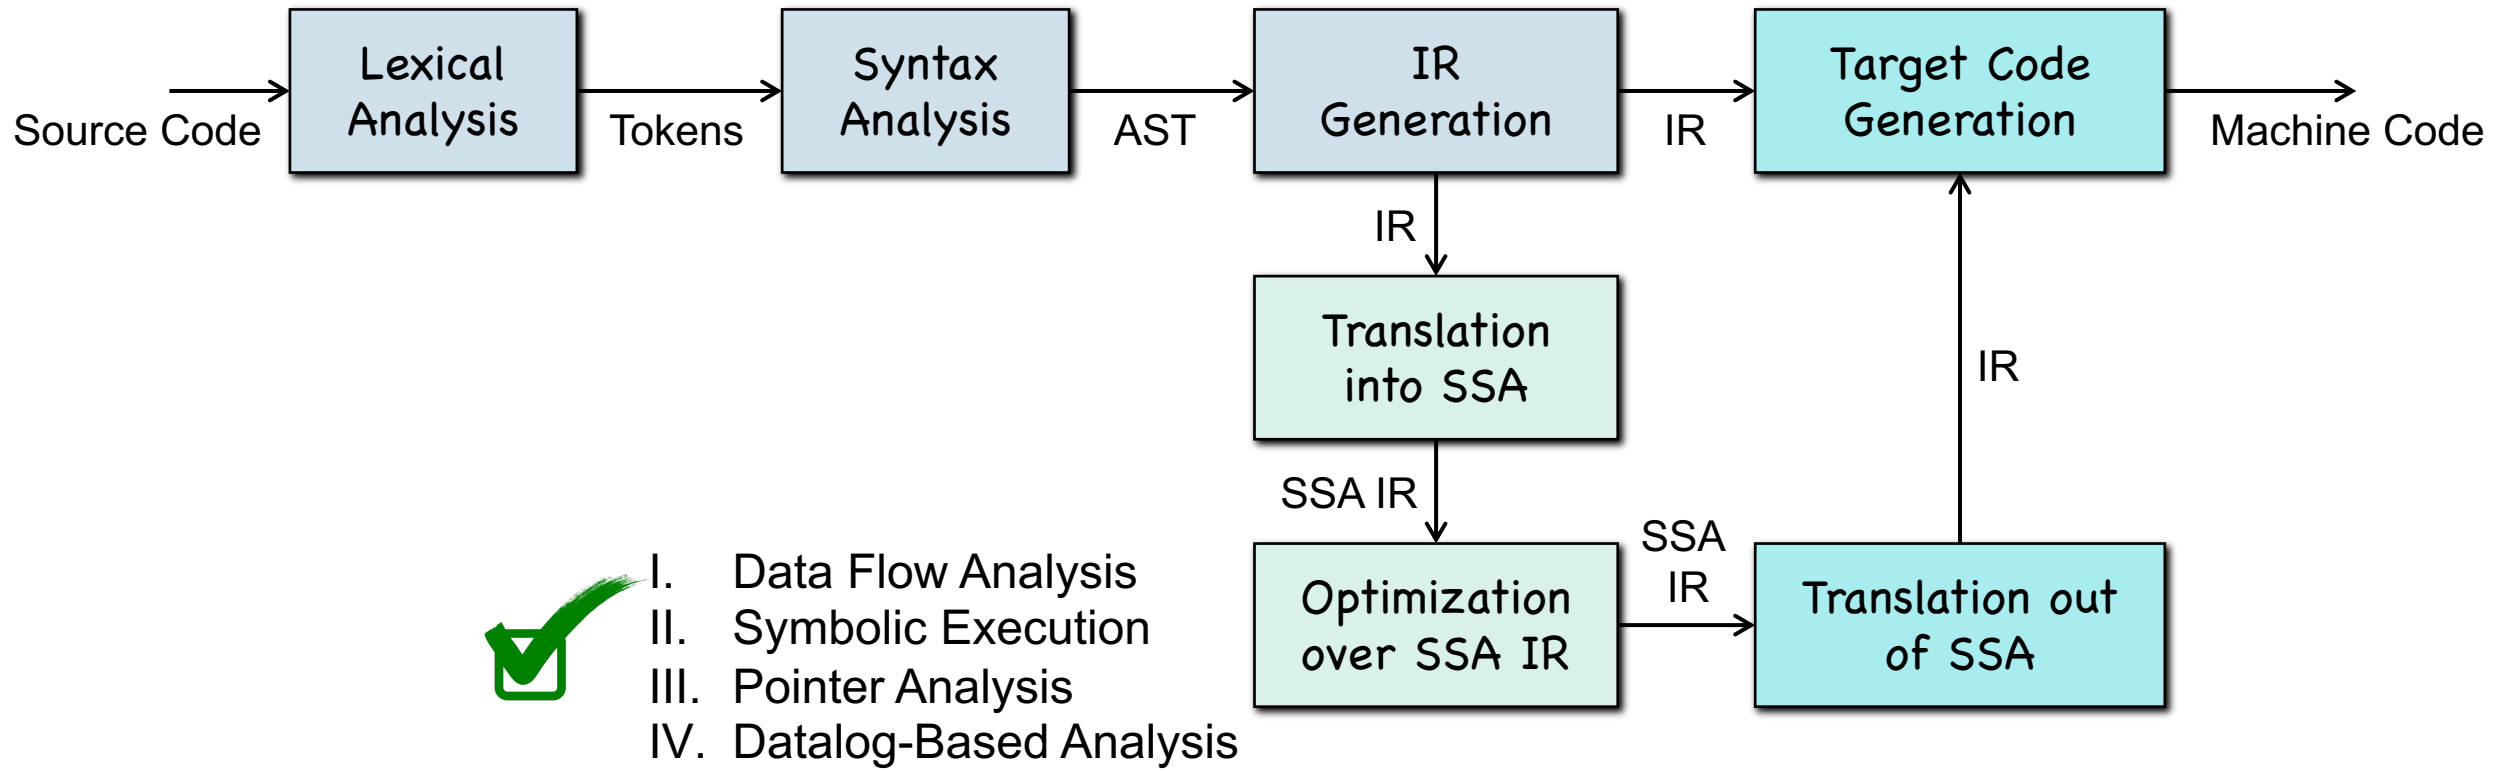 Lexical
Analysis
Syntax
Analysis
IR
Generation
Target Code
Generation
Source Code
Tokens
AST
IR
Machine Code
IR
Translation
into SSA
IR
SSA IR
SSA
IR
Optimization
over SSA IR
Translation out
of SSA
I. Data Flow Analysis
II. Symbolic Execution
III. Pointer Analysis
IV. Datalog-Based Analysis